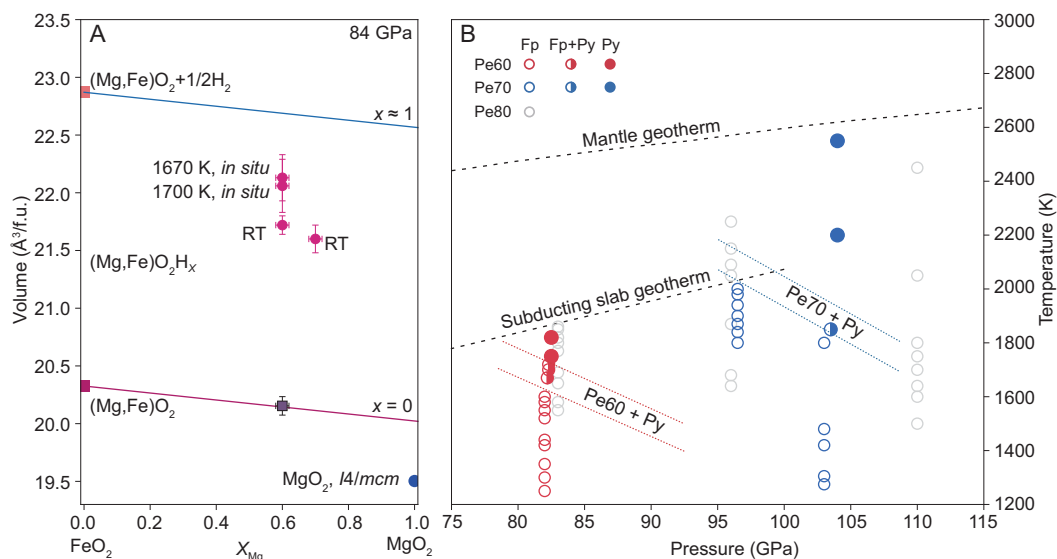 A
84 GPa
(Mg,Fe)O₂+1/2H₂
x ≈ 1
1670 K, in situ
1700 K, in situ
RT
RT
(Mg,Fe)O₂Hₓ
(Mg,Fe)O₂
x = 0
MgO₂, I4/mcm
Volume (Å³/f.u.)
23.5
23.0
22.5
22.0
21.5
21.0
20.5
20.0
19.5
0.0
0.2
0.4
0.6
0.8
1.0
FeO₂
X_Mg
MgO₂
B
Fp
Fp+Py
Py
Pe60
Pe70
Pe80
Mantle geotherm
Subducting slab geotherm
Pe70 + Py
Pe60 + Py
3000
2800
2600
2400
2200
2000
1800
1600
1400
1200
Temperature (K)
75
80
85
90
95
100
105
110
115
Pressure (GPa)